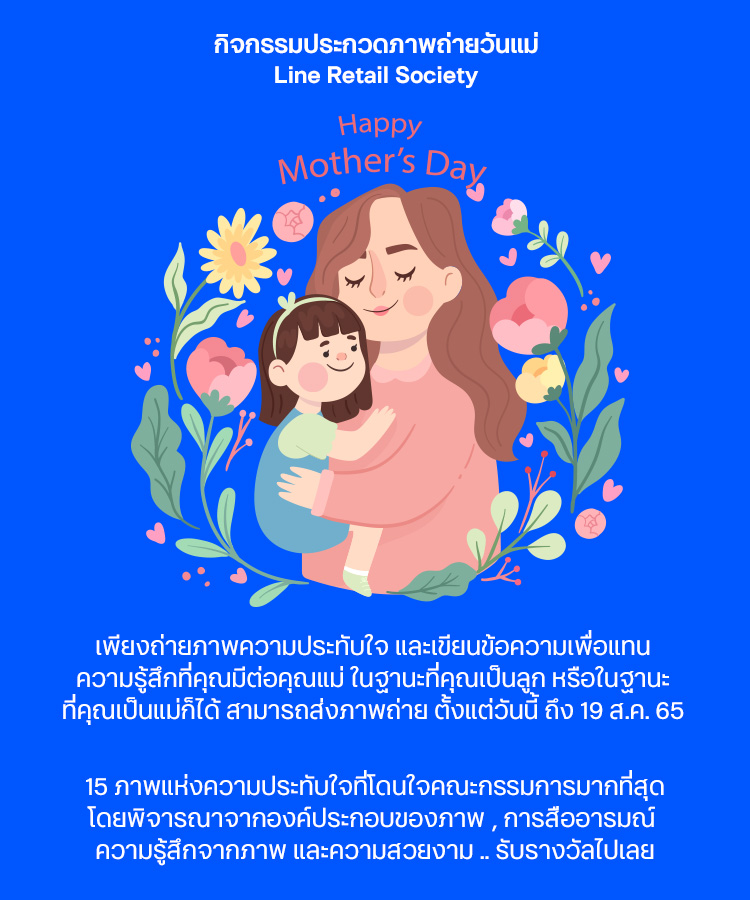 กิจกรรมประกวดภาพถ่ายวันแม่
Line Retail Society
Happy
Mother's Day
เพียงถ่ายภาพความประทับใจ และเขียนข้อความเพื่อแทน
ความรู้สึกที่คุณมีต่อคุณแม่ ในฐานะที่คุณเป็นลูก หรือในฐานะ
ที่คุณเป็นแม่ก็ได้ สามารถส่งภาพถ่าย ตั้งแต่วันนี้ ถึง 19 ส.ค. 65
15 ภาพแห่งความประทับใจที่โดนใจคณะกรรมการมากที่สุด
โดยพิจารณาจากองค์ประกอบของภาพ , การสืออารมณ์
ความรู้สึกจากภาพ และความสวยงาม .. รับรางวัลไปเลย